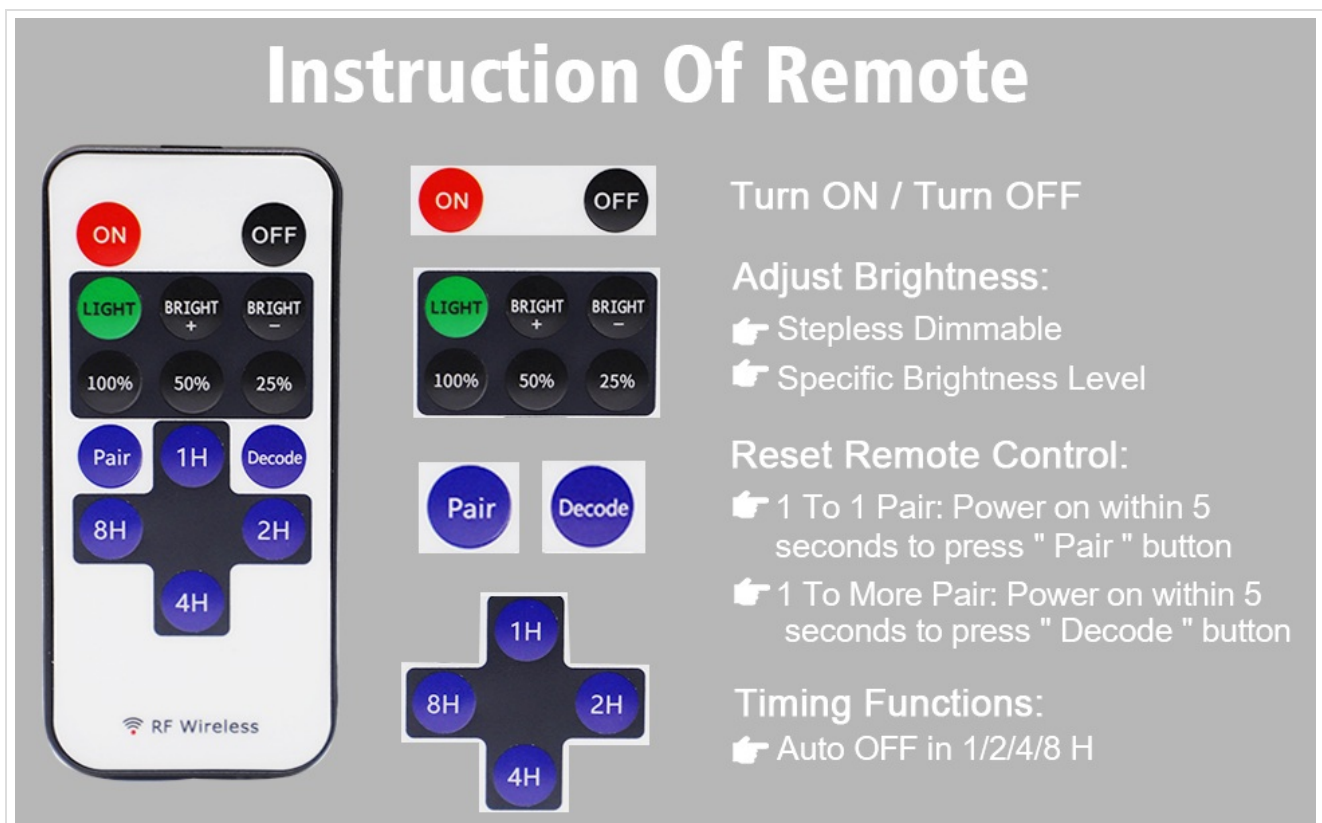 Instruction Of Remote
ON
OFF
LIGHT
BRIGHT
+
BRIGHT
−
100%
50%
25%
Pair
1H
Decode
8H
2H
4H
RF Wireless
ON
OFF
Turn ON / Turn OFF
LIGHT
BRIGHT
+
BRIGHT
−
100%
50%
25%
Adjust Brightness:
Stepless Dimmable
Specific Brightness Level
Pair
Decode
Reset Remote Control:
1 To 1 Pair: Power on within 5
seconds to press " Pair " button
1 To More Pair: Power on within 5
seconds to press " Decode " button
1H
8H
2H
4H
Timing Functions:
Auto OFF in 1/2/4/8 H